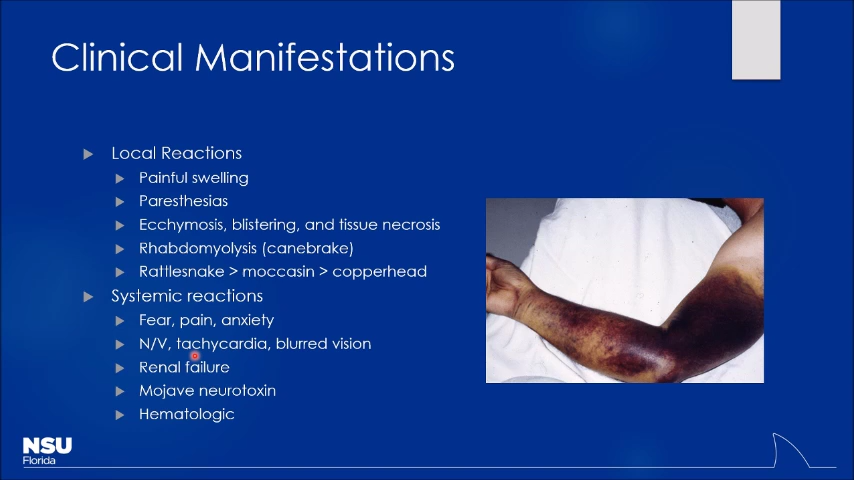 Clinical Manifestations
Local Reactions
Painful swelling
Paresthesias
Ecchymosis, blistering, and tissue necrosis
Rhabdomyolysis (canebrake)
Rattlesnake > moccasin > copperhead
Systemic reactions
Fear, pain, anxiety
N/V, tachycardia, blurred vision
Renal failure
Mojave neurotoxin
Hematologic
NSU
Florida